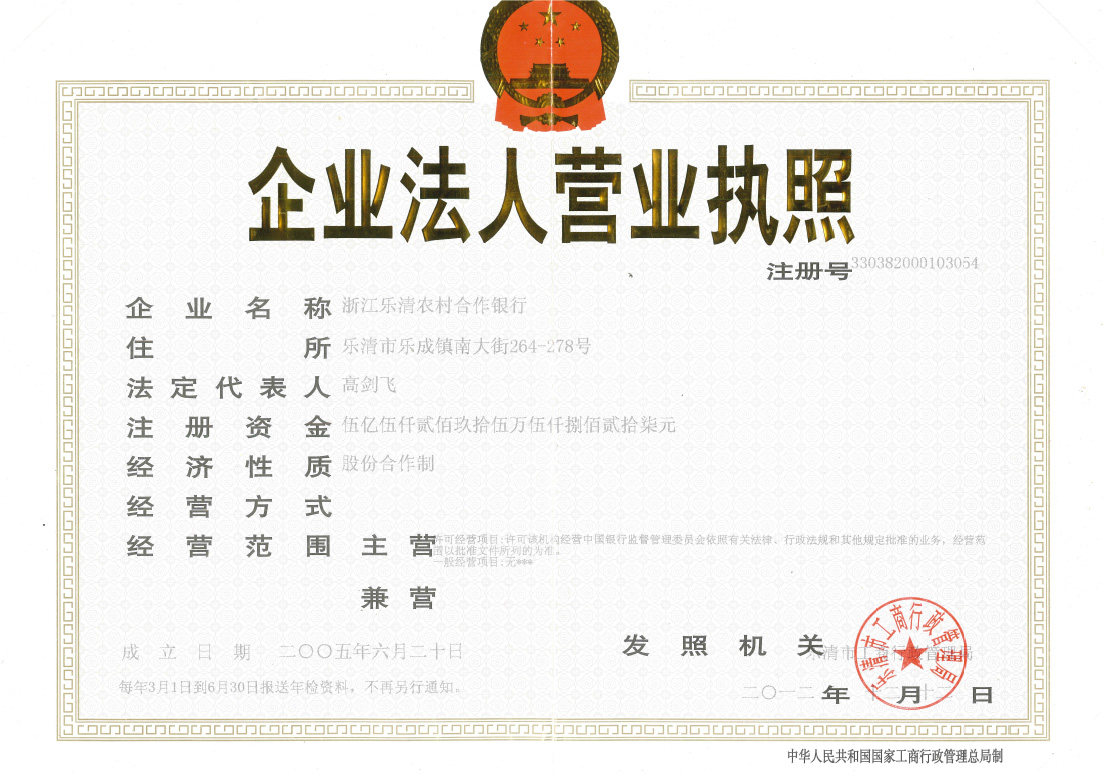 企业法人营业执照
注册号 330382000103054
企业名称 浙江乐清农村合作银行
住所 乐清市乐成镇南大街264-278号
法定代表人 高剑飞
注册资金 伍亿伍仟贰佰玖拾伍万伍仟捌佰贰拾柒元
经济性质 股份合作制
经营方式
经营范围 主营 许可经营项目:许可该机构经营中国银行监督管理委员会依照有关法律、行政法规和其他规定批准的业务，经营范
围以批准文件所列的为准。
一般经营项目:无***
兼营
成立日期 二〇〇五年六月二十日
发照机关 乐清市工商行政管理局
每年3月1日到6月30日报送年检资料，不再另行通知。
二〇一二年十二月十二日
乐清市工商行政管理局
中华人民共和国国家工商行政管理总局制